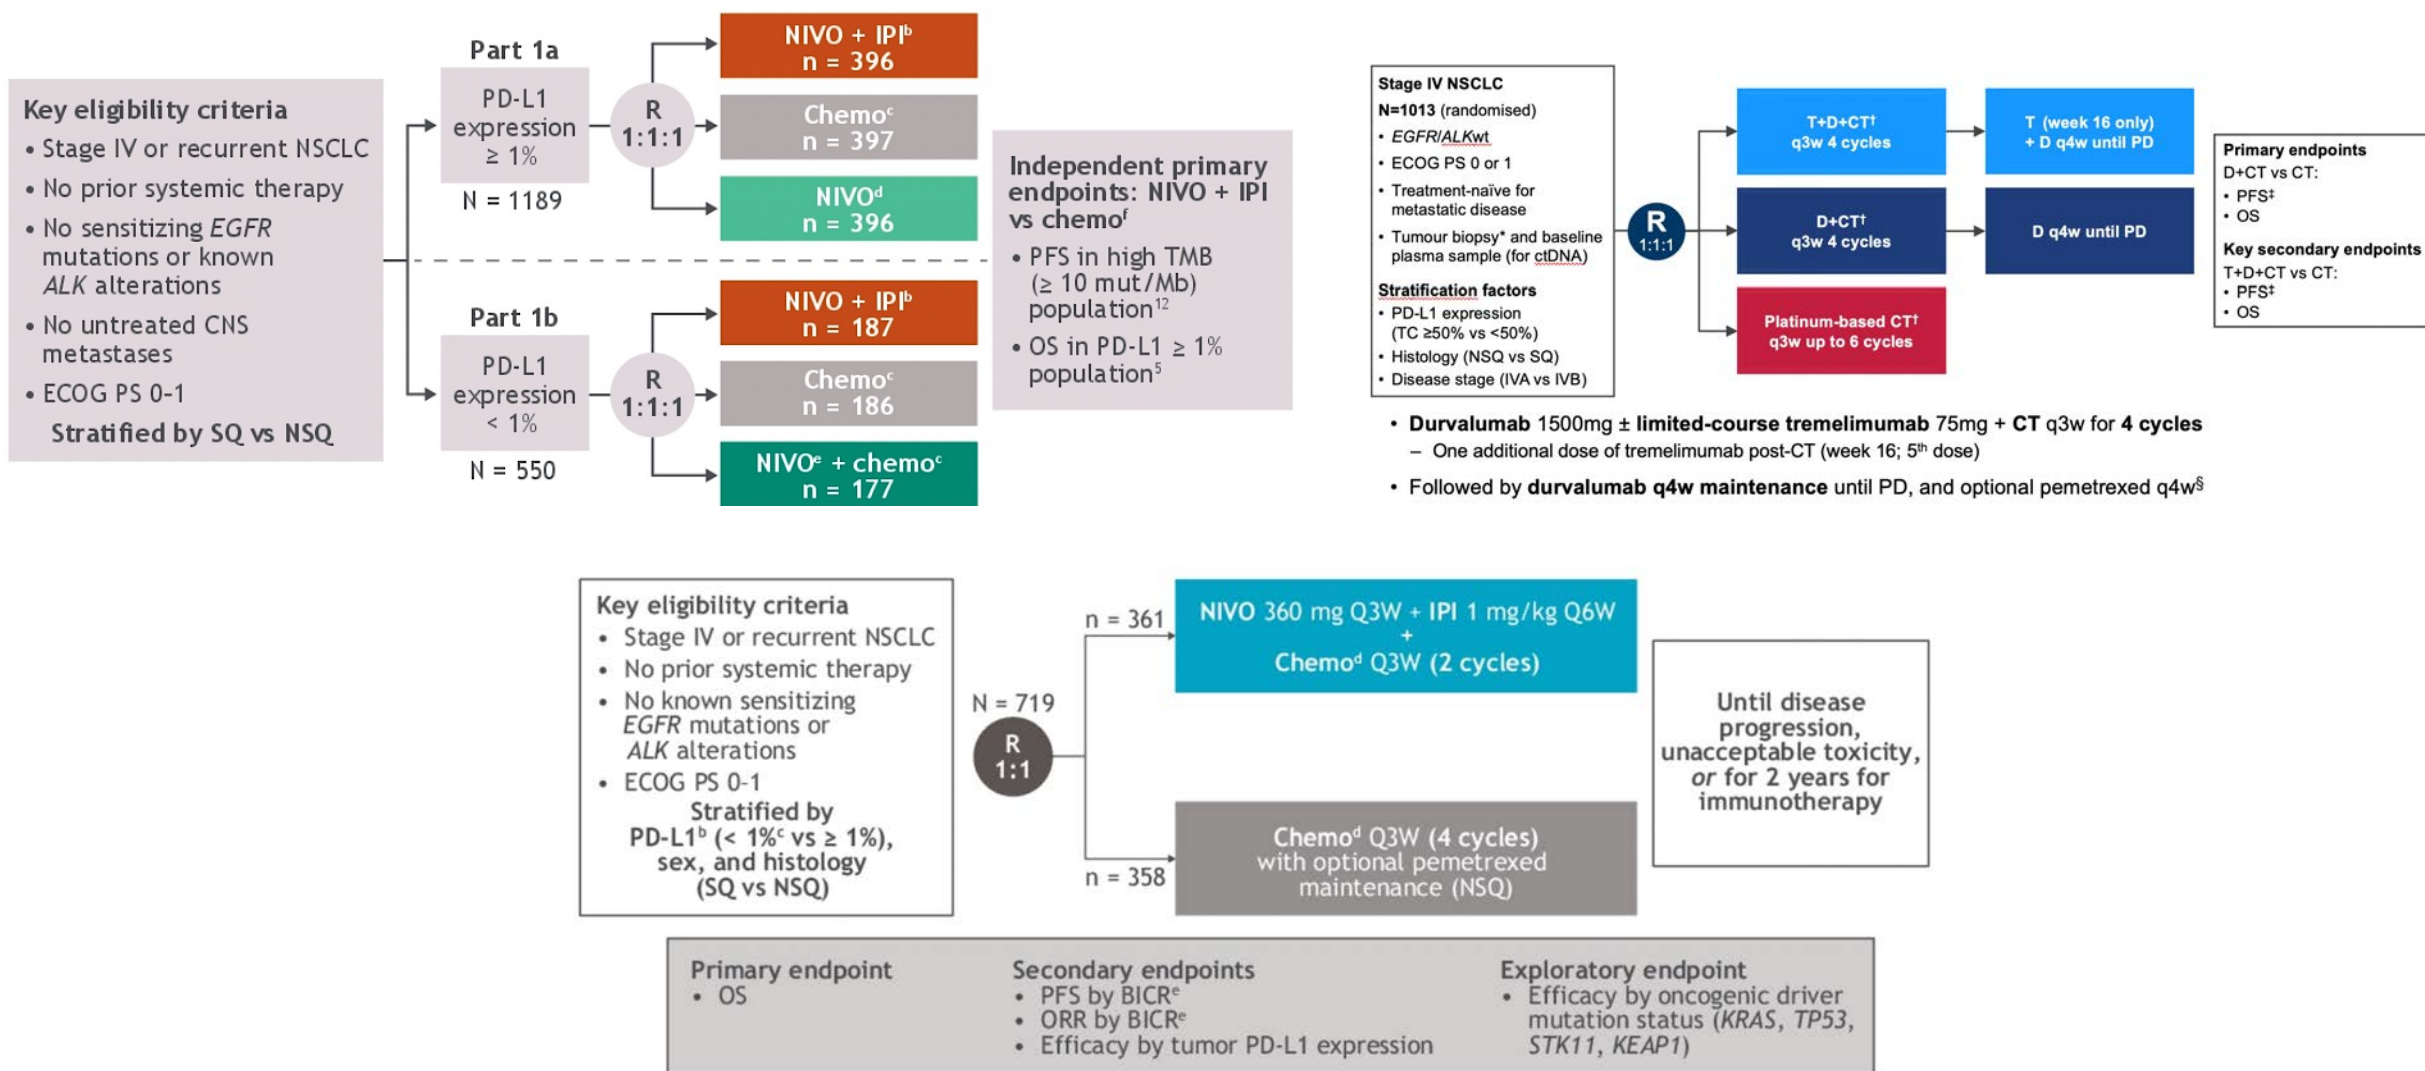 Key eligibility criteria
• Stage IV or recurrent NSCLC
• No prior systemic therapy
• No sensitizing EGFR
mutations or known
ALK alterations
• No untreated CNS
metastases
• ECOG PS 0-1
Stratified by SQ vs NSQ
Part 1a
PD-L1
expression
≥ 1%
N = 1189
R
1:1:1
NIVO + IPIᵇ
n = 396
Chemoᶜ
n = 397
NIVOᵈ
n = 396
Part 1b
PD-L1
expression
< 1%
N = 550
R
1:1:1
NIVO + IPIᵇ
n = 187
Chemoᶜ
n = 186
NIVOᵉ + chemoᶜ
n = 177
Independent primary
endpoints: NIVO + IPI
vs chemoᶠ
• PFS in high TMB
(≥ 10 mut/Mb)
population¹²
• OS in PD-L1 ≥ 1%
population⁵
Stage IV NSCLC
N=1013 (randomised)
• EGFR/ALKwt
• ECOG PS 0 or 1
• Treatment-naïve for
metastatic disease
• Tumour biopsy* and baseline
plasma sample (for ctDNA)
Stratification factors
• PD-L1 expression
(TC ≥50% vs <50%)
• Histology (NSQ vs SQ)
• Disease stage (IVA vs IVB)
R
1:1:1
T+D+CT†
q3w 4 cycles
T (week 16 only)
+ D q4w until PD
D+CT†
q3w 4 cycles
D q4w until PD
Platinum-based CT†
q3w up to 6 cycles
Primary endpoints
D+CT vs CT:
• PFS‡
• OS
Key secondary endpoints
T+D+CT vs CT:
• PFS‡
• OS
• Durvalumab 1500mg ± limited-course tremelimumab 75mg + CT q3w for 4 cycles
– One additional dose of tremelimumab post-CT (week 16; 5th dose)
• Followed by durvalumab q4w maintenance until PD, and optional pemetrexed q4w§
Key eligibility criteria
• Stage IV or recurrent NSCLC
• No prior systemic therapy
• No known sensitizing
EGFR mutations or
ALK alterations
• ECOG PS 0-1
Stratified by
PD-L1ᵇ (< 1%ᶜ vs ≥ 1%),
sex, and histology
(SQ vs NSQ)
N = 719
R
1:1
n = 361
NIVO 360 mg Q3W + IPI 1 mg/kg Q6W
+
Chemoᵈ Q3W (2 cycles)
n = 358
Chemoᵈ Q3W (4 cycles)
with optional pemetrexed
maintenance (NSQ)
Until disease
progression,
unacceptable toxicity,
or for 2 years for
immunotherapy
Primary endpoint
• OS
Secondary endpoints
• PFS by BICRᵉ
• ORR by BICRᵉ
• Efficacy by tumor PD-L1 expression
Exploratory endpoint
• Efficacy by oncogenic driver
mutation status (KRAS, TP53,
STK11, KEAP1)